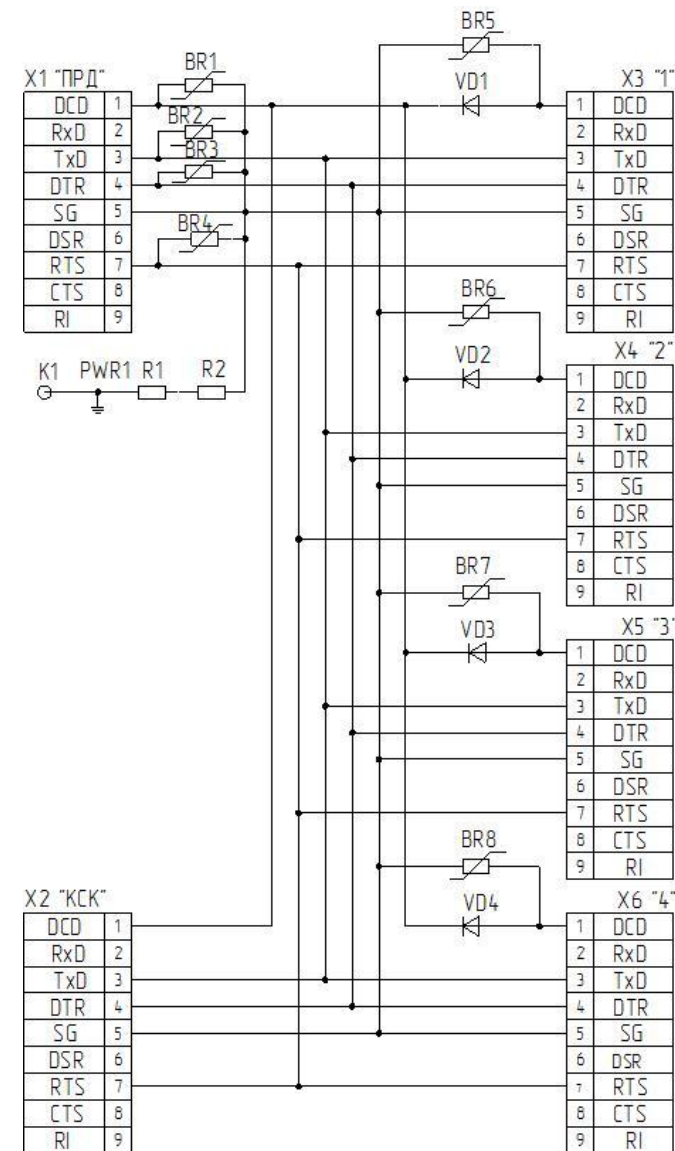 BR5
BR1
X1 "ПРД"
VD1
X3 "1"
DCD 1
RxD 2
TxD 3
DTR 4
SG 5
DSR 6
RTS 7
CTS 8
RI 9
BR2
BR3
BR4
1 DCD
2 RxD
3 TxD
4 DTR
5 SG
6 DSR
7 RTS
8 CTS
9 RI
BR6
K1 PWR1 R1 R2
VD2
X4 "2"
1 DCD
2 RxD
3 TxD
4 DTR
5 SG
6 DSR
7 RTS
8 CTS
9 RI
BR7
VD3
X5 "3"
1 DCD
2 RxD
3 TxD
4 DTR
5 SG
6 DSR
7 RTS
8 CTS
9 RI
BR8
X2 "КСК"
VD4
X6 "4"
DCD 1
RxD 2
TxD 3
DTR 4
SG 5
DSR 6
RTS 7
CTS 8
RI 9
1 DCD
2 RxD
3 TxD
4 DTR
5 SG
6 DSR
7 RTS
8 CTS
9 RI